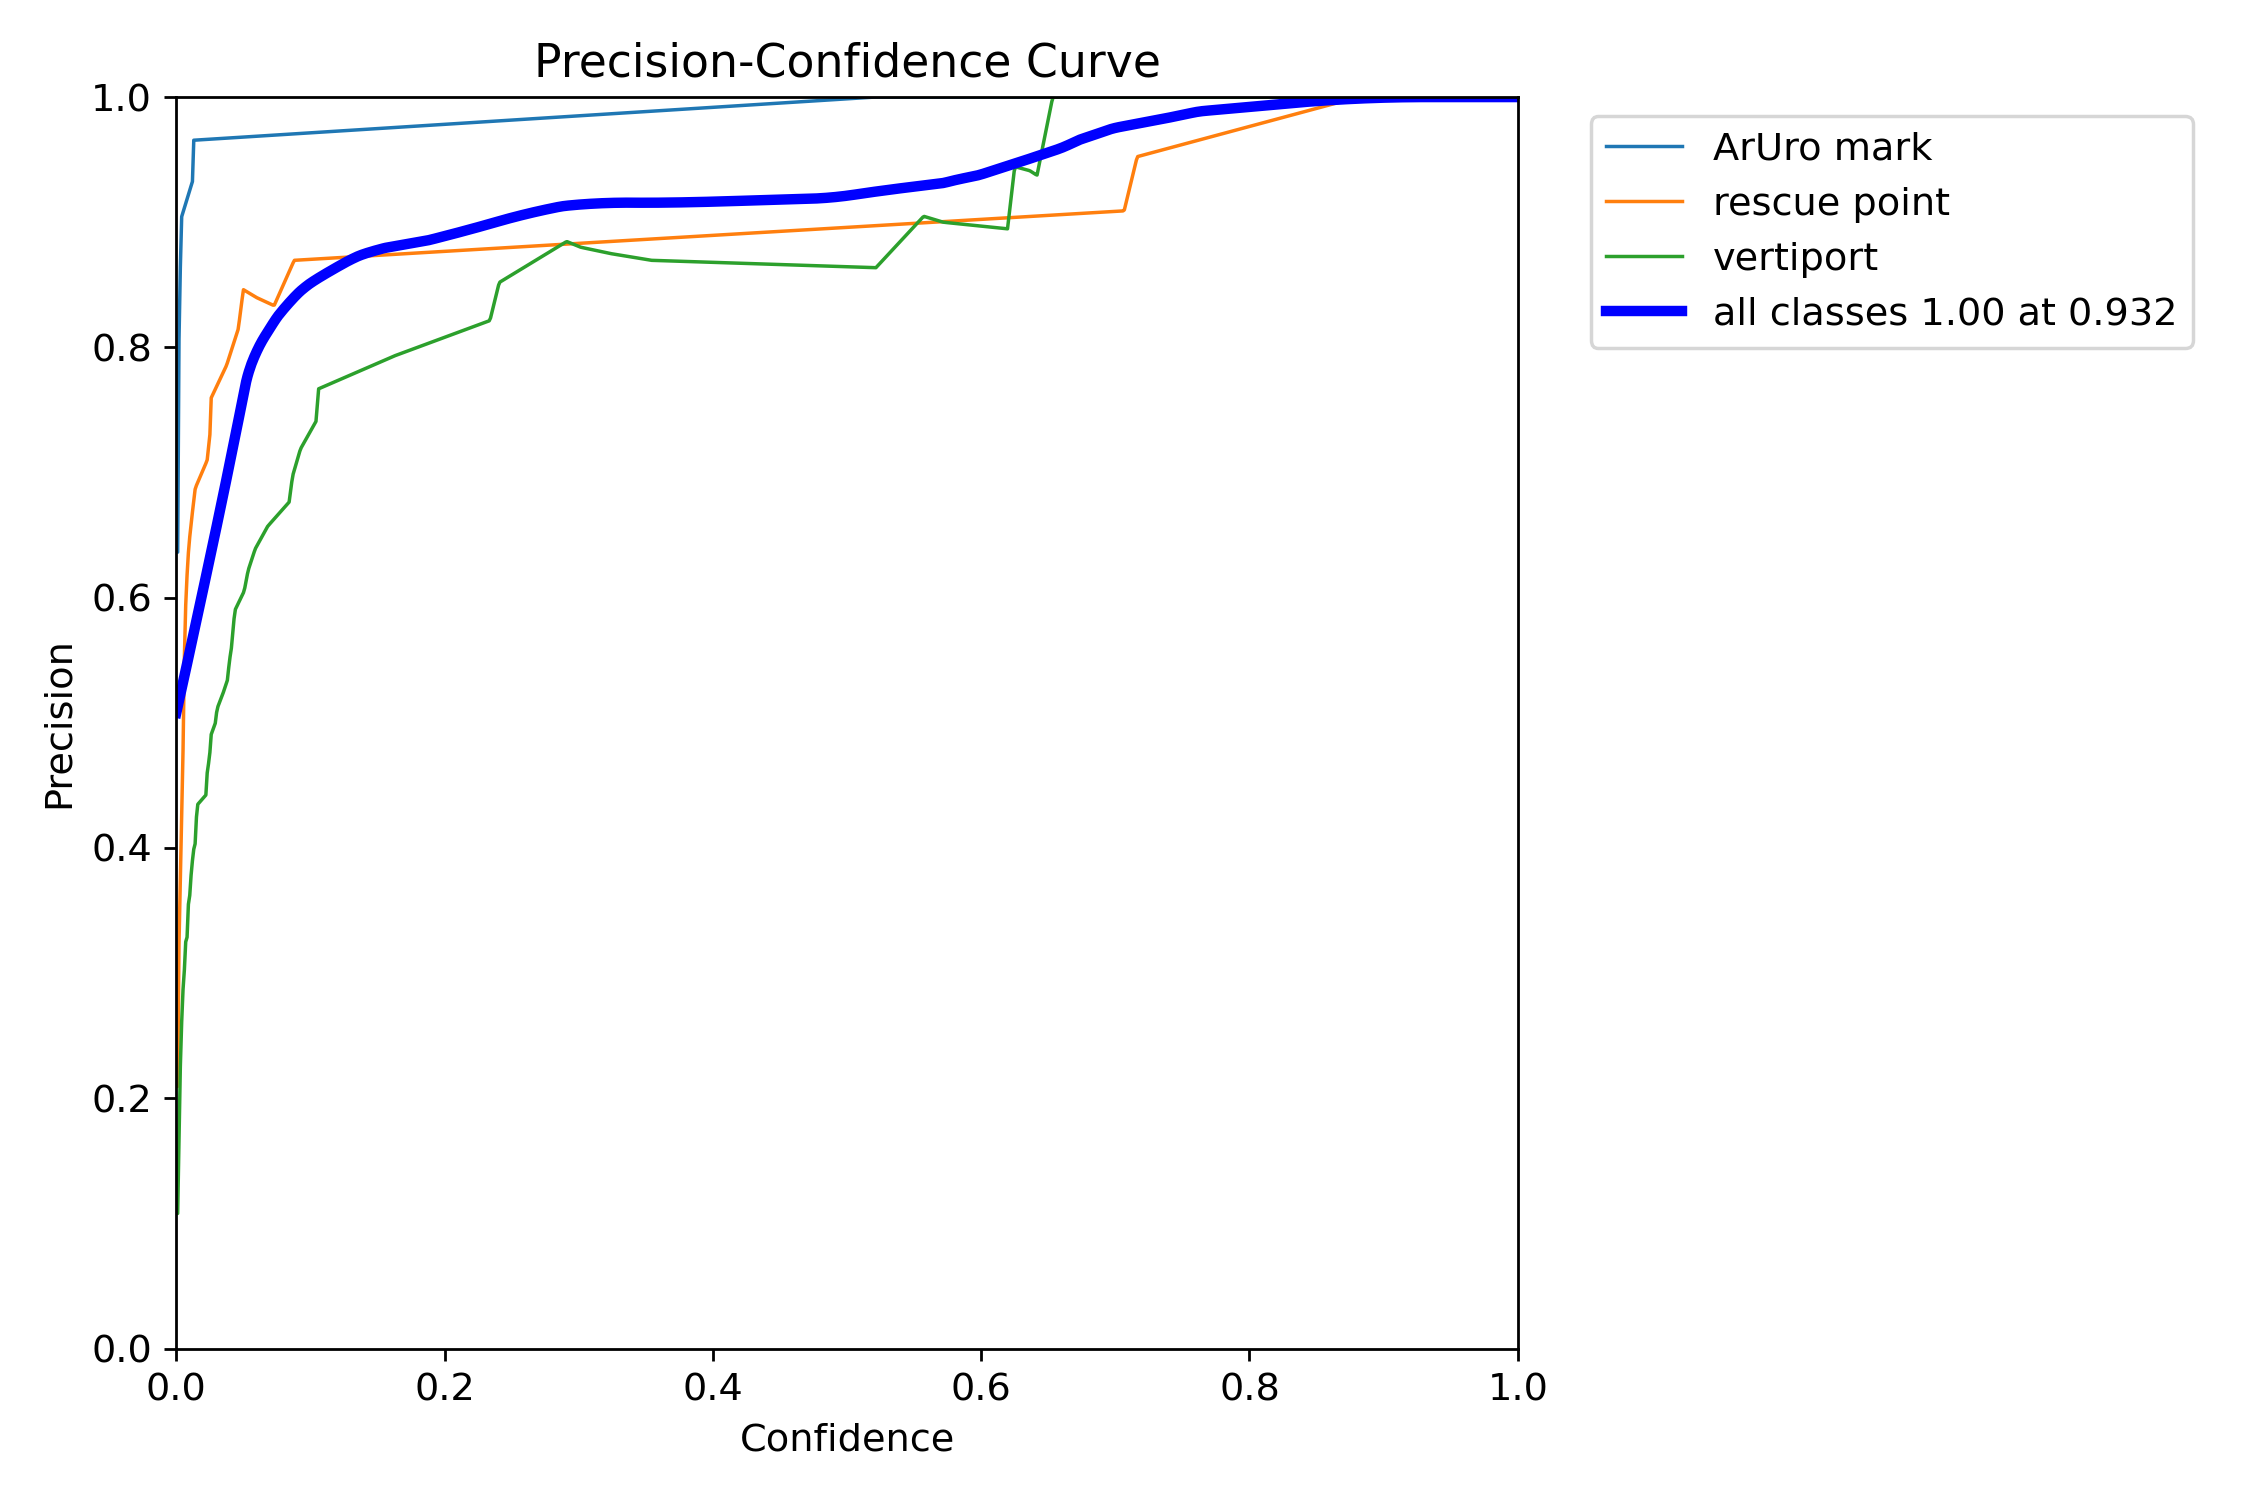 Precision-Confidence Curve
1.0
0.8
0.6
0.4
0.2
0.0
Precision
0.0 0.2 0.4 0.6 0.8 1.0
Confidence
ArUro mark
rescue point
vertiport
all classes 1.00 at 0.932